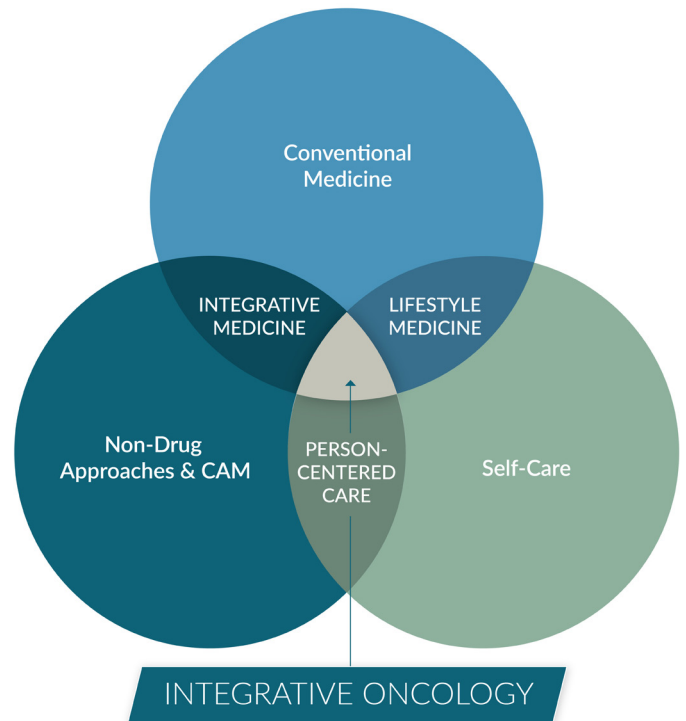 Conventional
Medicine
INTEGRATIVE
MEDICINE
LIFESTYLE
MEDICINE
Non-Drug
Approaches & CAM
PERSON-
CENTERED
CARE
Self-Care
INTEGRATIVE ONCOLOGY